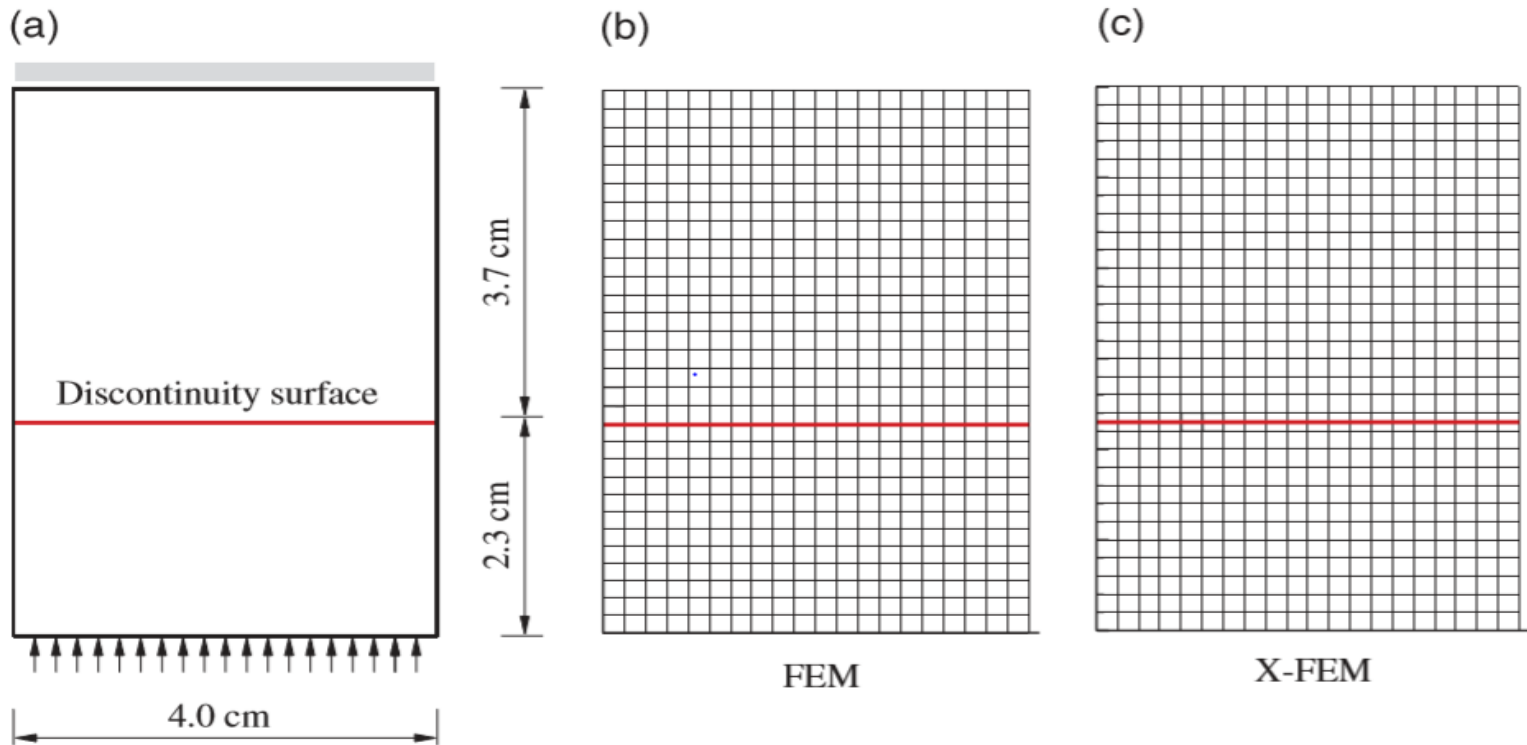 (a)
(b)
(c)
3.7 cm
Discontinuity surface
2.3 cm
4.0 cm
FEM
X-FEM